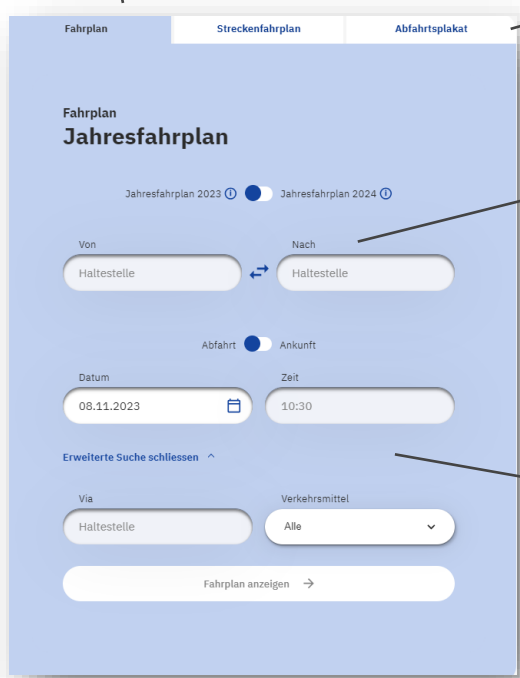 Fahrplan Streckenfahrplan Abfahrtsplakat
Fahrplan
Jahresfahrplan
Jahresfahrplan 2023 Jahresfahrplan 2024
Von Nach
Haltestelle Haltestelle
Abfahrt Ankunft
Datum Zeit
08.11.2023 10:30
Erweiterte Suche schliessen
Via Verkehrsmittel
Haltestelle Alle
Fahrplan anzeigen →